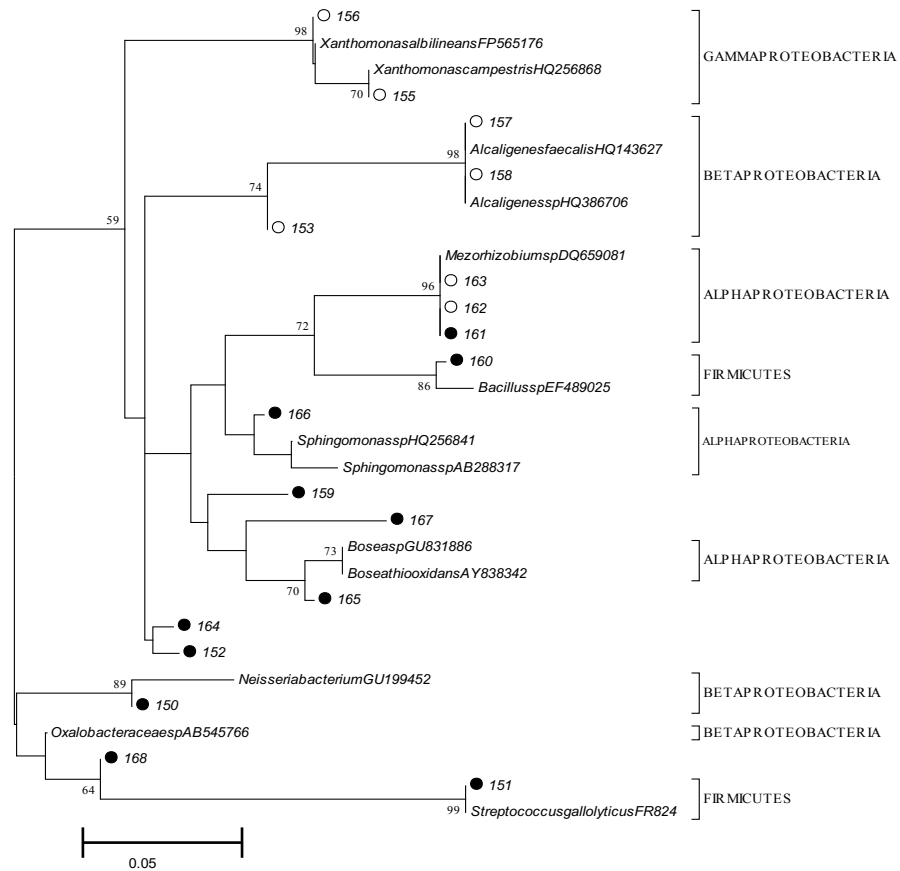 156
98
XanthomonasalbilineansFP565176
XanthomonascampestrisHQ256868
70
155
GAMMAPROTEOBACTERIA
157
AlcaligenesfaecalisHQ143627
98
158
AlcaligenesspHQ386706
74
153
BETAPROTEOBACTERIA
59
MezorhizobiumspDQ659081
163
96
162
161
ALPHAPROTEOBACTERIA
72
160
86
BacillusspEF489025
FIRMICUTES
166
SphingomonasspHQ256841
SphingomonasspAB288317
ALPHAPROTEOBACTERIA
159
167
BoseaspGU831886
73
BoseathiooxidansAY838342
70
165
ALPHAPROTEOBACTERIA
164
152
NeisseriabacteriumGU199452
89
150
BETAPROTEOBACTERIA
OxalobacteraceaespAB545766
BETAPROTEOBACTERIA
168
64
151
99
StreptococcusgallolyticusFR824
FIRMICUTES
0.05